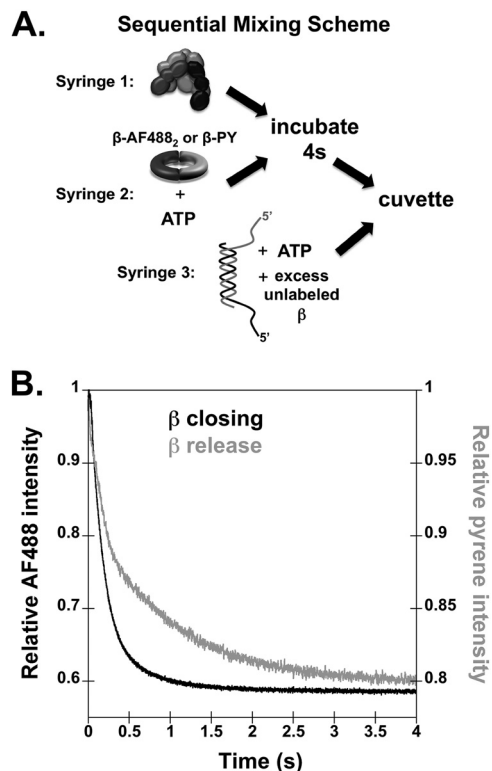 A.
Sequential Mixing Scheme
Syringe 1:
β-AF488₂ or β-PY
Syringe 2:
+
ATP
incubate
4s
cuvette
5’
Syringe 3:
+ ATP
+ excess
unlabeled
β
5’
B.
β closing
β release
1
0.9
0.8
0.7
0.6
Relative AF488 intensity
1
0.95
0.9
0.85
0.8
Relative pyrene intensity
0 0.5 1 1.5 2 2.5 3 3.5 4
Time (s)